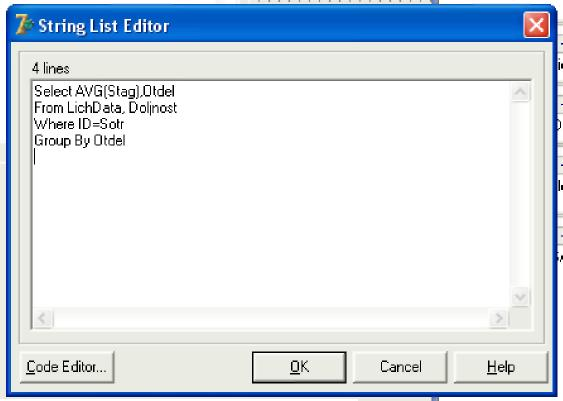 String List Editor
4 lines
Select AVG(Stag),Otdel
From LichData, Doljnost
Where ID=Sotr
Group By Otdel
Code Editor...
OK
Cancel
Help